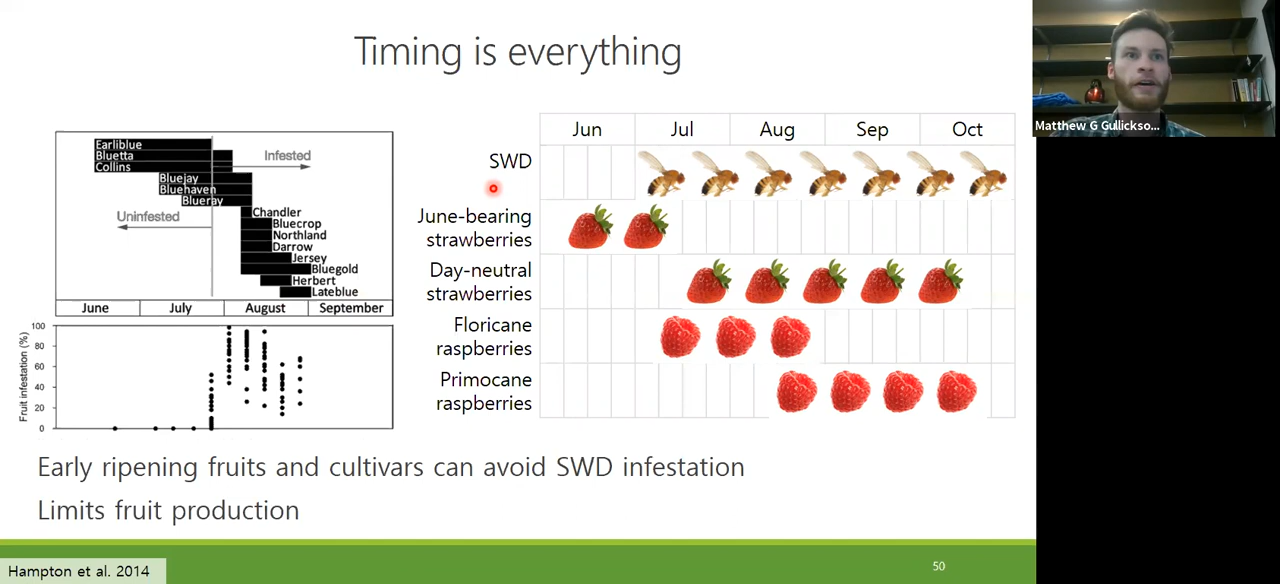 Timing is everything
Matthew G Gullickso...
Earliblue
Bluetta
Collins
Infested
Bluejay
Bluehaven
Blueray
Uninfested
Chandler
Bluecrop
Northland
Darrow
Jersey
Bluegold
Herbert
Lateblue
June July August September
Fruit infestation (%)
100
80
60
40
20
0
Jun Jul Aug Sep Oct
SWD
June-bearing
strawberries
Day-neutral
strawberries
Floricane
raspberries
Primocane
raspberries
Early ripening fruits and cultivars can avoid SWD infestation
Limits fruit production
Hampton et al. 2014
50